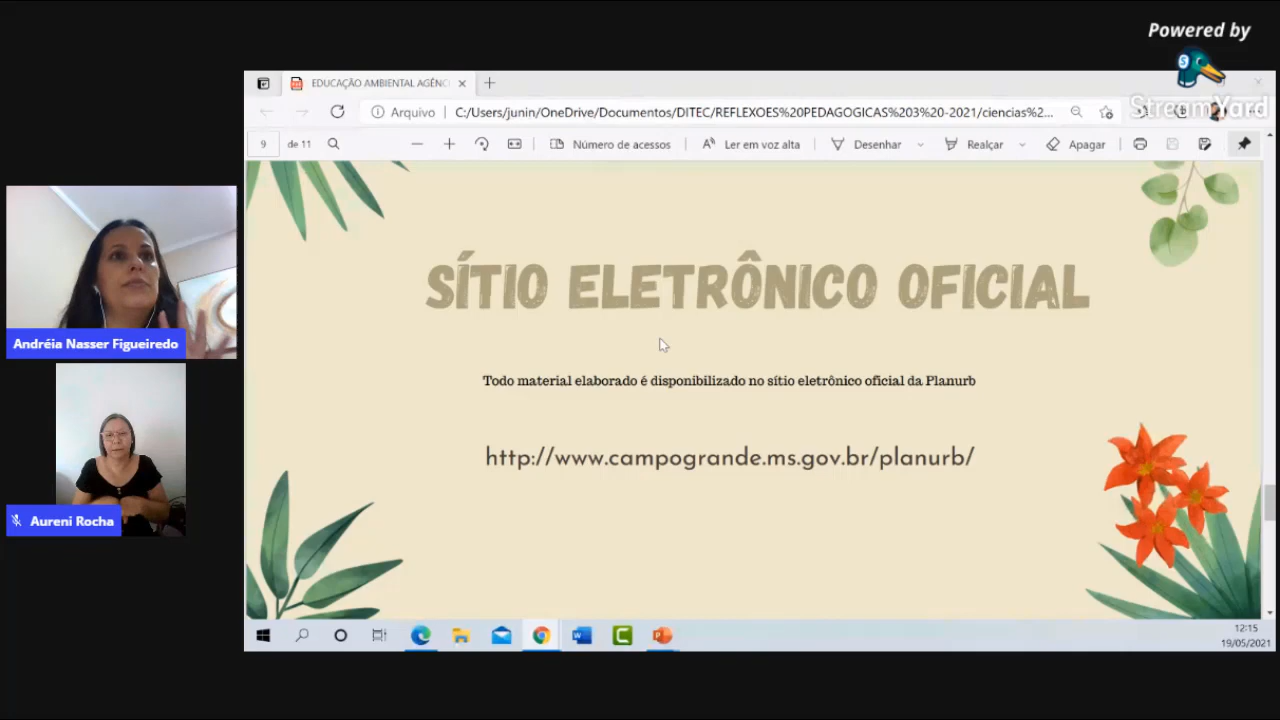 Powered by
StreamYard
EDUCAÇÃO AMBIENTAL AGÊNC
Arquivo
C:/Users/junin/OneDrive/Documentos/DITEC/REFLEXOES%20PEDAGOGICAS%203%20-2021/ciencias%2...
9 de 11
Número de acessos
Ler em voz alta
Desenhar
Realçar
Apagar
SÍTIO ELETRÔNICO OFICIAL
Todo material elaborado é disponibilizado no sítio eletrônico oficial da Planurb
http://www.campogrande.ms.gov.br/planurb/
Andréia Nasser Figueiredo
Aureni Rocha
12:15
19/05/2021